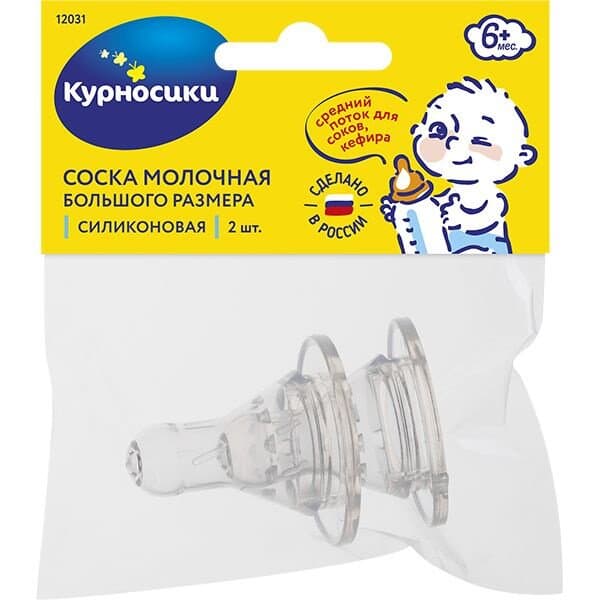 12031
6+
мес.
Курносики
средний
поток для
соков,
кефира
СОСКА МОЛОЧНАЯ
БОЛЬШОГО РАЗМЕРА
СИЛИКОНОВАЯ 2 шт.
СДЕЛАНО
В РОССИИ